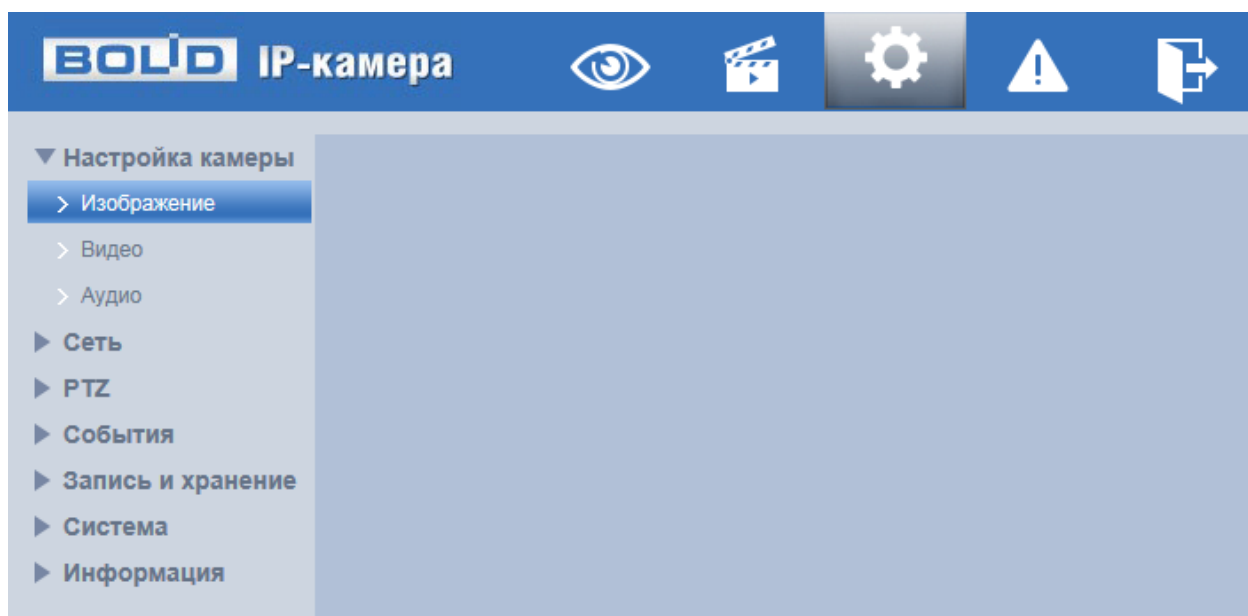 BOLID IP-камера
Настройка камеры
Изображение
Видео
Аудио
Сеть
PTZ
События
Запись и хранение
Система
Информация